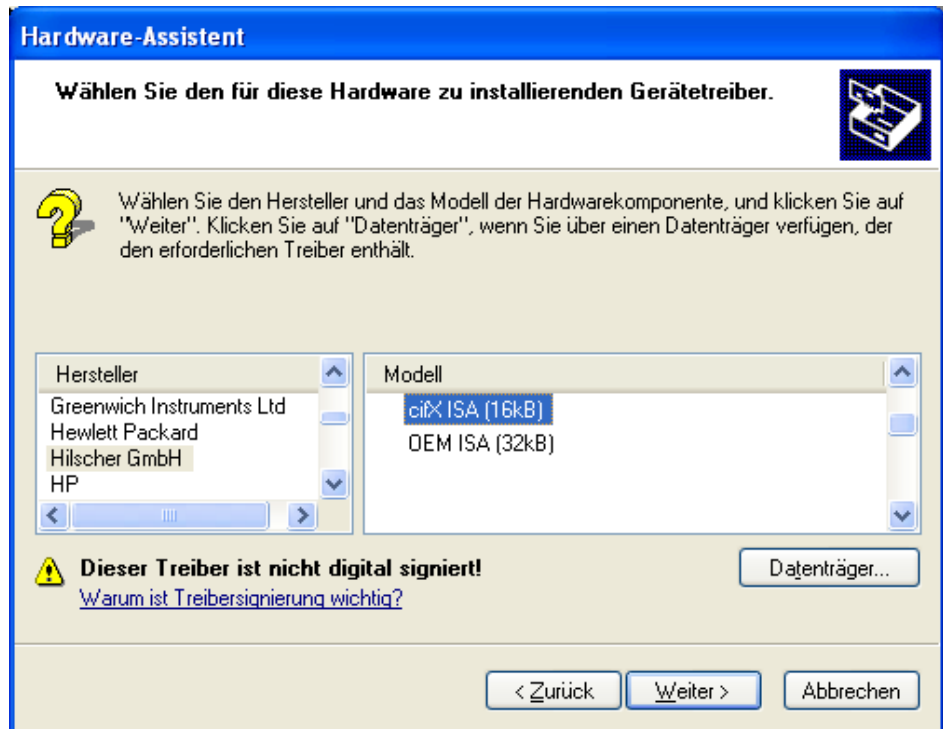 Hardware-Assistent
Wählen Sie den für diese Hardware zu installierenden Gerätetreiber.
Wählen Sie den Hersteller und das Modell der Hardwarekomponente, und klicken Sie auf
"Weiter". Klicken Sie auf "Datenträger", wenn Sie über einen Datenträger verfügen, der
den erforderlichen Treiber enthält.
Hersteller
Greenwich Instruments Ltd
Hewlett Packard
Hilscher GmbH
HP
Modell
cifX ISA (16kB)
OEM ISA (32kB)
Dieser Treiber ist nicht digital signiert!
Warum ist Treibersignierung wichtig?
Datenträger...
< Zurück
Weiter >
Abbrechen